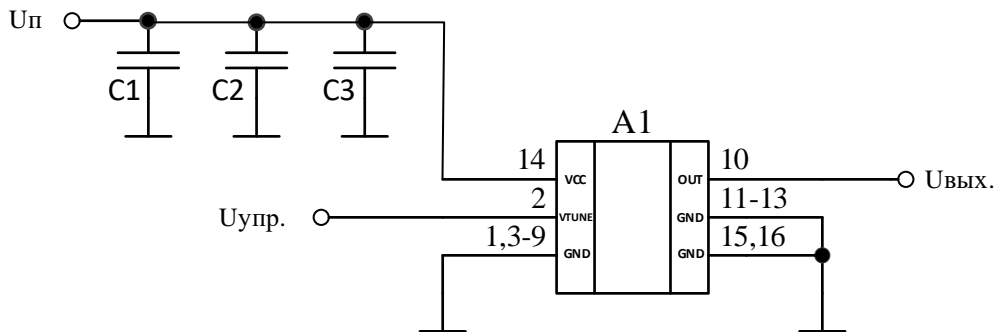 Uп
C1
C2
C3
A1
14
VCC
OUT
10
Uвых.
Uупр.
2
VTUNE
GND
11-13
1,3-9
GND
GND
15,16